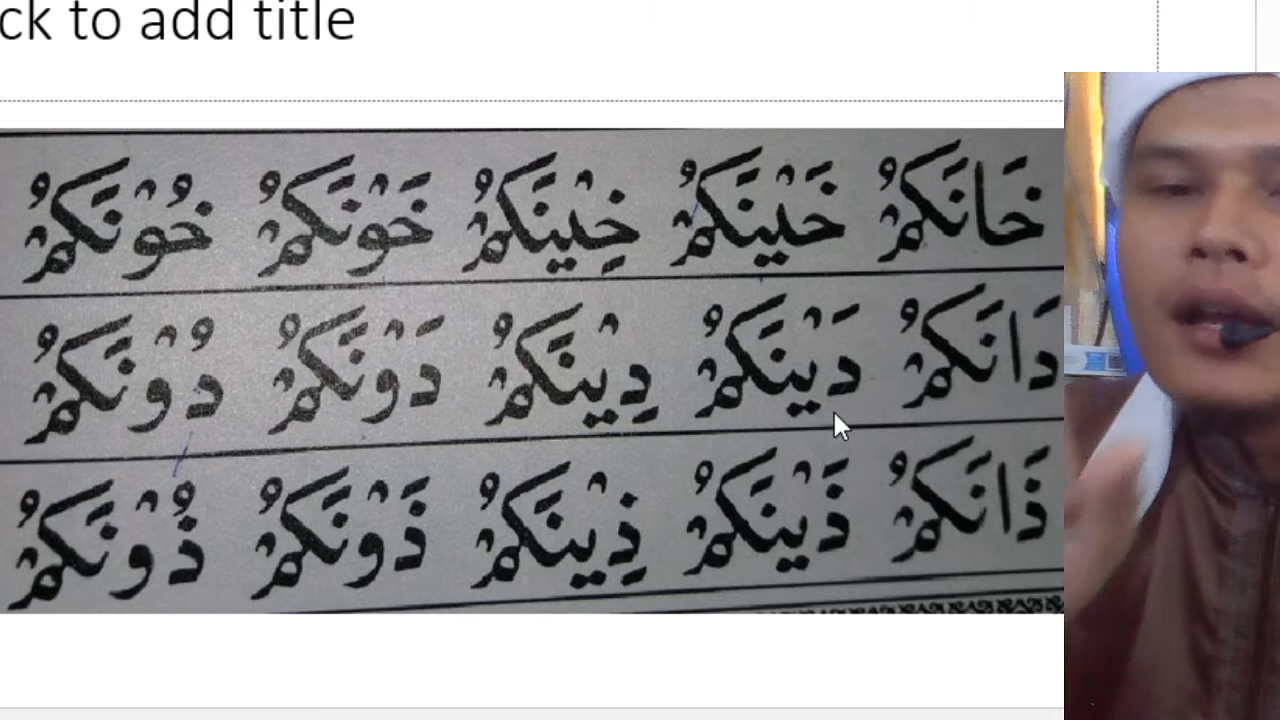 ck to add title
خَانَكُمْ خَيْنَكُمْ خِيْنَكُمْ خَوْنَكُمْ خُوْنَكُمْ
دَانَكُمْ دَيْنَكُمْ دِيْنَكُمْ دَوْنَكُمْ دُوْنَكُمْ
ذَانَكُمْ ذَيْنَكُمْ ذِيْنَكُمْ ذَوْنَكُمْ ذُوْنَكُمْ